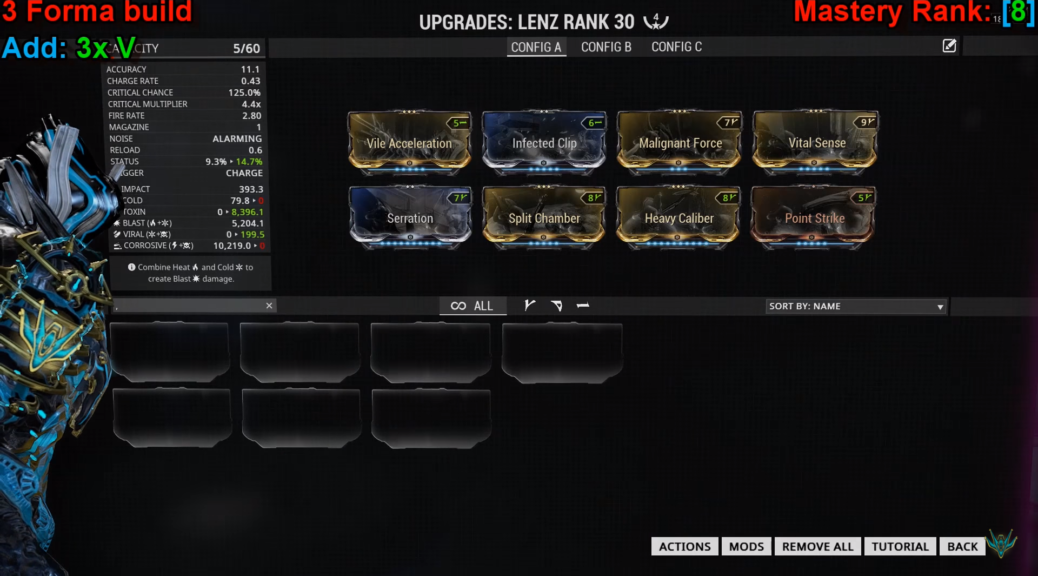 3 Forma build
UPGRADES: LENZ RANK 30 4
Mastery Rank: [8]
Add: 3x V
CAPACITY 5/60
CONFIG A CONFIG B CONFIG C
ACCURACY 11.1
CHARGE RATE 0.43
CRITICAL CHANCE 125.0%
CRITICAL MULTIPLIER 4.4x
FIRE RATE 2.80
MAGAZINE 1
NOISE ALARMING
RELOAD 0.6
STATUS 9.3% 14.7%
TRIGGER CHARGE
IMPACT 393.3
COLD 79.8 0
TOXIN 0 8,396.1
BLAST ( + ) 5,204.1
VIRAL ( + ) 0 199.5
CORROSIVE ( + ) 10,219.0 0
Combine Heat and Cold to
create Blast damage.
5 6 7 9
Vile Acceleration Infected Clip Malignant Force Vital Sense
7 8 8 5
Serration Split Chamber Heavy Caliber Point Strike
ALL
SORT BY: NAME
ACTIONS MODS REMOVE ALL TUTORIAL BACK